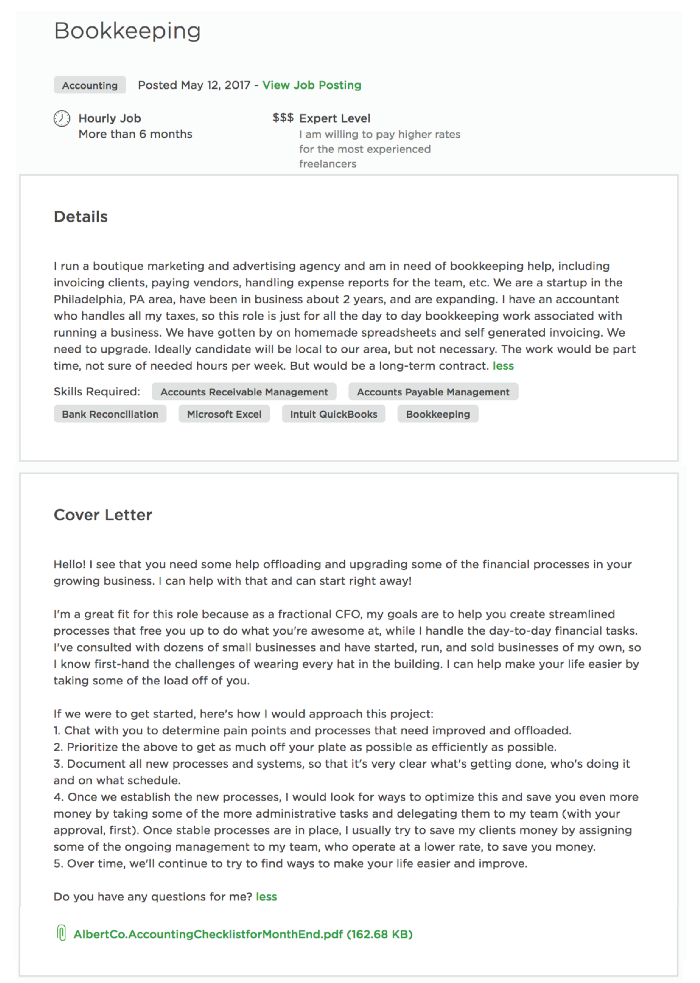 Bookkeeping
Accounting Posted May 12, 2017 - View Job Posting
Hourly Job
More than 6 months
$$$ Expert Level
I am willing to pay higher rates
for the most experienced
freelancers
Details
I run a boutique marketing and advertising agency and am in need of bookkeeping help, including
invoicing clients, paying vendors, handling expense reports for the team, etc. We are a startup in the
Philadelphia, PA area, have been in business about 2 years, and are expanding. I have an accountant
who handles all my taxes, so this role is just for all the day to day bookkeeping work associated with
running a business. We have gotten by on homemade spreadsheets and self generated invoicing. We
need to upgrade. Ideally candidate will be local to our area, but not necessary. The work would be part
time, not sure of needed hours per week. But would be a long-term contract. less
Skills Required: Accounts Receivable Management Accounts Payable Management
Bank Reconciliation Microsoft Excel Intuit QuickBooks Bookkeeping
Cover Letter
Hello! I see that you need some help offloading and upgrading some of the financial processes in your
growing business. I can help with that and can start right away!
I'm a great fit for this role because as a fractional CFO, my goals are to help you create streamlined
processes that free you up to do what you're awesome at, while I handle the day-to-day financial tasks.
I've consulted with dozens of small businesses and have started, run, and sold businesses of my own, so
I know first-hand the challenges of wearing every hat in the building. I can help make your life easier by
taking some of the load off of you.
If we were to get started, here's how I would approach this project:
1. Chat with you to determine pain points and processes that need improved and offloaded.
2. Prioritize the above to get as much off your plate as possible as efficiently as possible.
3. Document all new processes and systems, so that it's very clear what's getting done, who's doing it
and on what schedule.
4. Once we establish the new processes, I would look for ways to optimize this and save you even more
money by taking some of the more administrative tasks and delegating them to my team (with your
approval, first). Once stable processes are in place, I usually try to save my clients money by assigning
some of the ongoing management to my team, who operate at a lower rate, to save you money.
5. Over time, we'll continue to try to find ways to make your life easier and improve.
Do you have any questions for me? less
AlbertCo.AccountingChecklistforMonthEnd.pdf (162.68 KB)